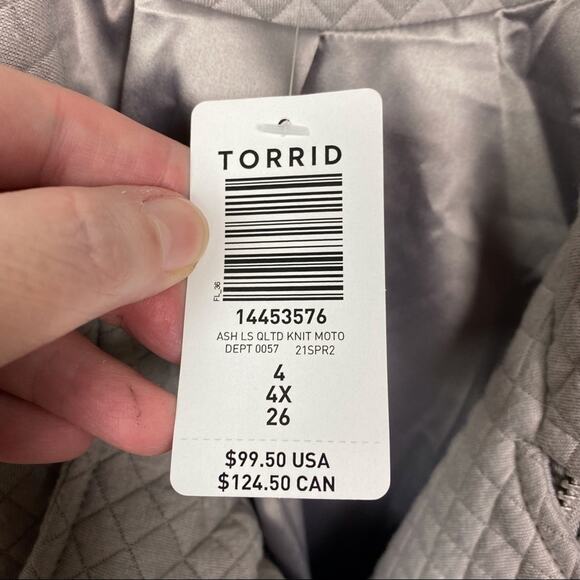 TORRID
FL_36
14453576
ASH LS QLTD KNIT MOTO
DEPT 0057 21SPR2
4
4X
26
$99.50 USA
$124.50 CAN